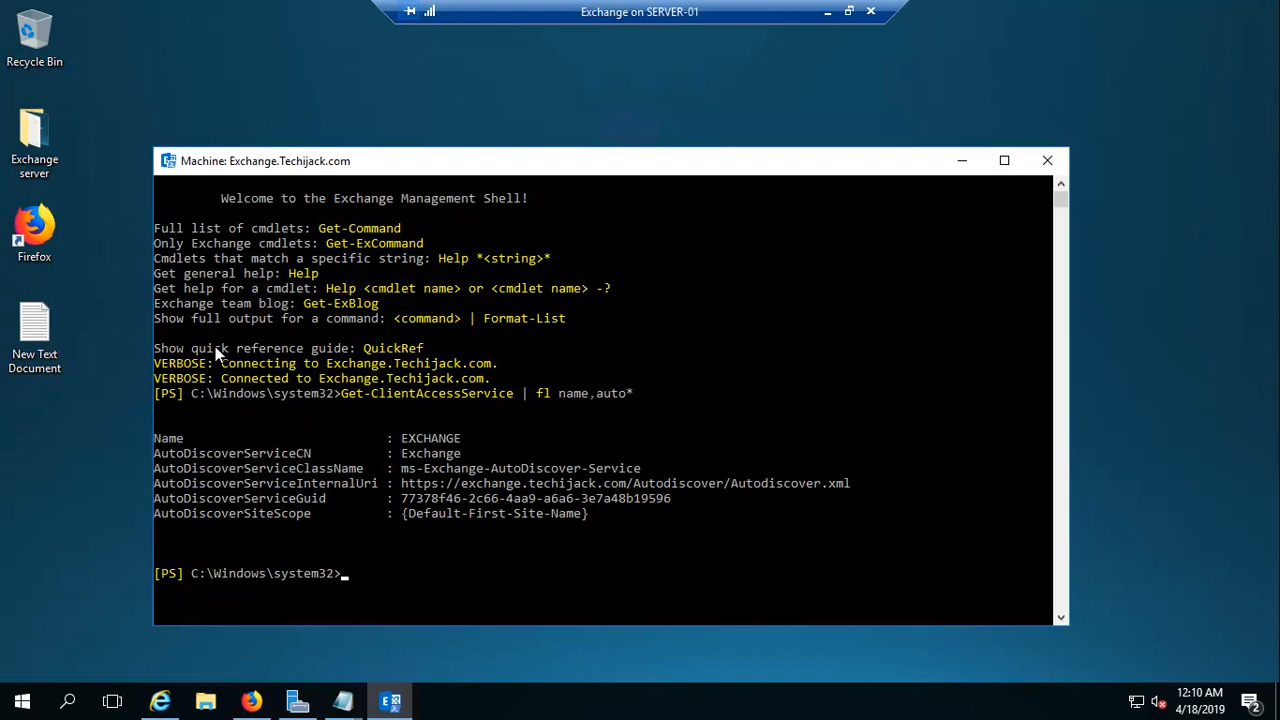 Exchange on SERVER-01
Recycle Bin
Exchange
server
Firefox
New Text
Document
Machine: Exchange.Techijack.com
Welcome to the Exchange Management Shell!
Full list of cmdlets: Get-Command
Only Exchange cmdlets: Get-ExCommand
Cmdlets that match a specific string: Help *<string>*
Get general help: Help
Get help for a cmdlet: Help <cmdlet name> or <cmdlet name> -?
Exchange team blog: Get-ExBlog
Show full output for a command: <command> | Format-List
Show quick reference guide: QuickRef
VERBOSE: Connecting to Exchange.Techijack.com.
VERBOSE: Connected to Exchange.Techijack.com.
[PS] C:\Windows\system32>Get-ClientAccessService | fl name,auto*
Name : EXCHANGE
AutoDiscoverServiceCN : Exchange
AutoDiscoverServiceClassName : ms-Exchange-AutoDiscover-Service
AutoDiscoverServiceInternalUri : https://exchange.techijack.com/Autodiscover/Autodiscover.xml
AutoDiscoverServiceGuid : 77378f46-2c66-4aa9-a6a6-3e7a48b19596
AutoDiscoverSiteScope : {Default-First-Site-Name}
[PS] C:\Windows\system32>
12:10 AM
4/18/2019
2